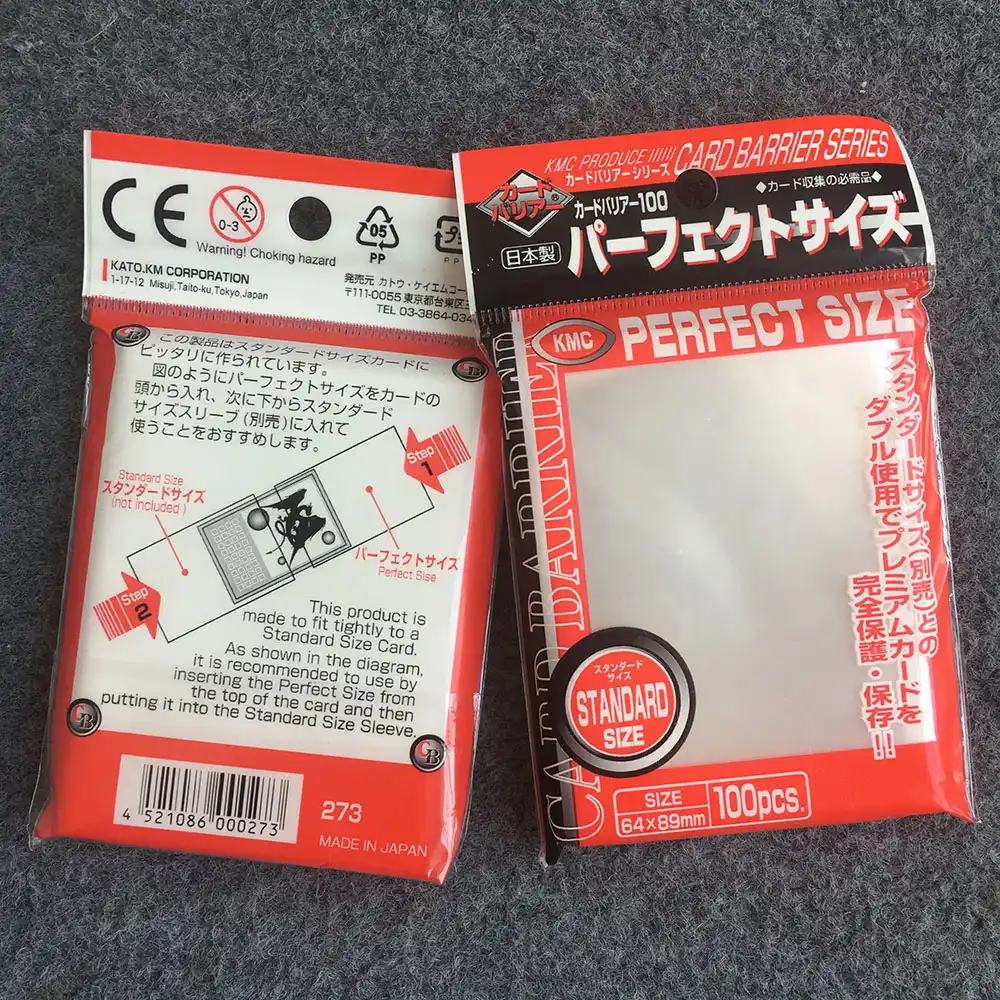 0-3
Warning! Choking hazard
05
PP
KATO.KM CORPORATION
1-17-12 Misuji,Taito-ku,Tokyo,Japan
発売元 カトウ・ケイエムコー
〒111-0055 東京都台東区
TEL 03-3864-034
この製品はスタンダードサイズカードに
ピッタリに作られています。
図のようにパーフェクトサイズをカードの
頭から入れ、次に下からスタンダード
サイズスリーブ(別売)に入れて
使うことをおすすめします。
Step 1
Standard Size
スタンダードサイズ
(not included)
パーフェクトサイズ
Perfect Sise
Step 2
This product is
made to fit tightly to a
Standard Size Card.
As shown in the diagram,
it is recommended to use by
inserting the Perfect Size from
the top of the card and then
putting it into the Standard Size Sleeve.
GB
4 521086 000273
273
MADE IN JAPAN
KMC PRODUCE ////// CARD BARRIER SERIES
カードバリアーシリーズ
◆カード収集の必需品◆
カードバリアー®
カードバリアー100
日本製
パーフェクトサイズ
KMC
PERFECT SIZE
CARD BARRIER
スタンダードサイズ(別売)との
ダブル使用でプレミアムカードを
完全保護・保存!!
スタンダード
サイズ
STANDARD
SIZE
SIZE
64×89mm
100pcs.